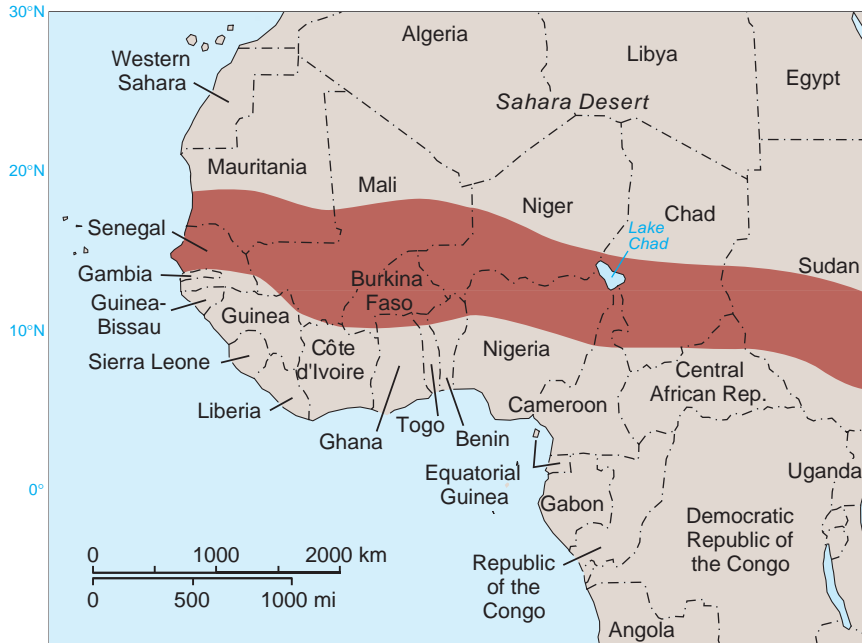 30°N
Algeria
Libya
Western
Sahara
Egypt
Sahara Desert
20°N
Mauritania
Mali
Niger
Chad
Lake
Chad
Senegal
Sudan
Gambia
Burkina
Faso
Guinea-
Bissau
Guinea
10°N
Côte
d'Ivoire
Nigeria
Sierra Leone
Central
African Rep.
Liberia
Cameroon
Ghana
Togo
Benin
Equatorial
Guinea
Uganda
0°
Gabon
Democratic
Republic of
the Congo
0 1000 2000 km
0 500 1000 mi
Republic
of the
Congo
Angola